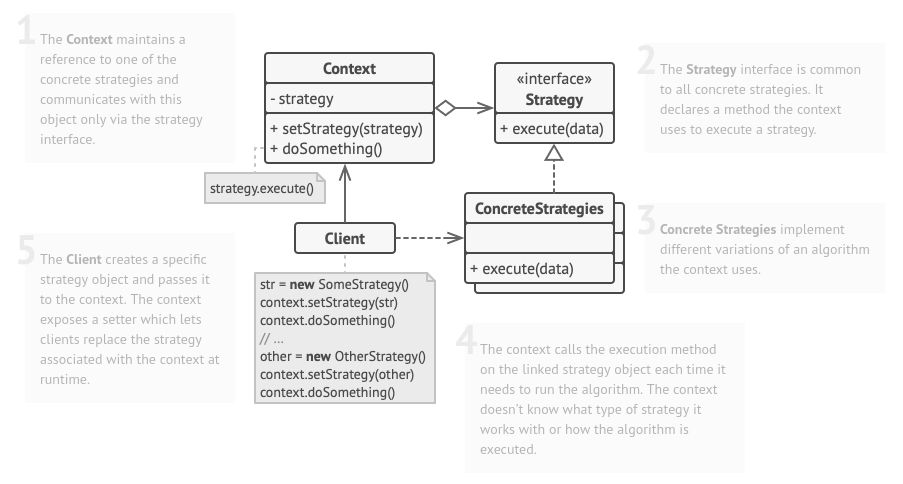 1
The Context maintains a
reference to one of the
concrete strategies and
communicates with this
object only via the strategy
interface.
Context
- strategy
+ setStrategy(strategy)
+ doSomething()
strategy.execute()
«interface»
Strategy
+ execute(data)
2
The Strategy interface is common
to all concrete strategies. It
declares a method the context
uses to execute a strategy.
ConcreteStrategies
+ execute(data)
3
Concrete Strategies implement
different variations of an algorithm
the context uses.
Client
str = new SomeStrategy()
context.setStrategy(str)
context.doSomething()
// ...
other = new OtherStrategy()
context.setStrategy(other)
context.doSomething()
4
The context calls the execution method
on the linked strategy object each time it
needs to run the algorithm. The context
doesn't know what type of strategy it
works with or how the algorithm is
executed.
5
The Client creates a specific
strategy object and passes it
to the context. The context
exposes a setter which lets
clients replace the strategy
associated with the context at
runtime.